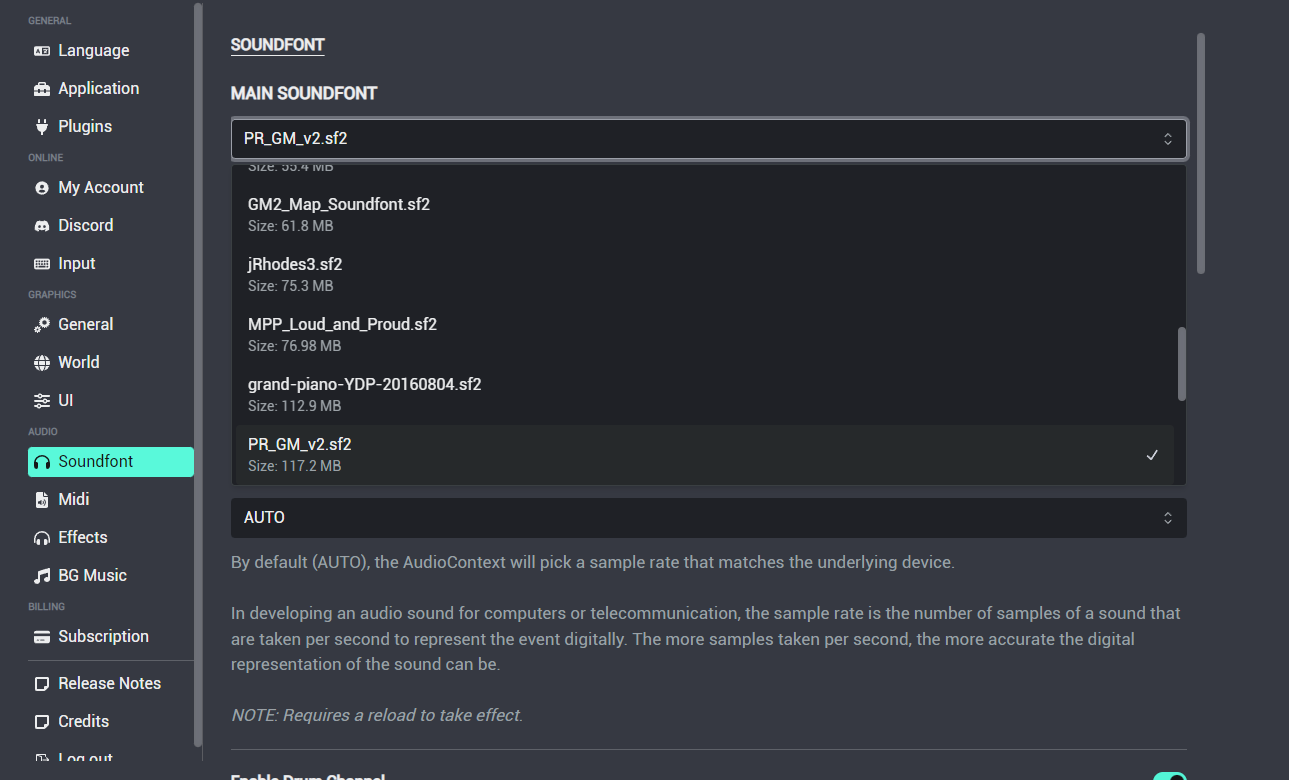 GENERAL
Language
Application
Plugins
ONLINE
My Account
Discord
Input
GRAPHICS
General
World
UI
AUDIO
Soundfont
Midi
Effects
BG Music
BILLING
Subscription
Release Notes
Credits
Log out
SOUNDFONT
MAIN SOUNDFONT
PR_GM_v2.sf2
Size: 55.4 MB
GM2_Map_Soundfont.sf2
Size: 61.8 MB
jRhodes3.sf2
Size: 75.3 MB
MPP_Loud_and_Proud.sf2
Size: 76.98 MB
grand-piano-YDP-20160804.sf2
Size: 112.9 MB
PR_GM_v2.sf2
Size: 117.2 MB
AUTO
By default (AUTO), the AudioContext will pick a sample rate that matches the underlying device.
In developing an audio sound for computers or telecommunication, the sample rate is the number of samples of a sound that
are taken per second to represent the event digitally. The more samples taken per second, the more accurate the digital
representation of the sound can be.
NOTE: Requires a reload to take effect.
Enable Drum Channel